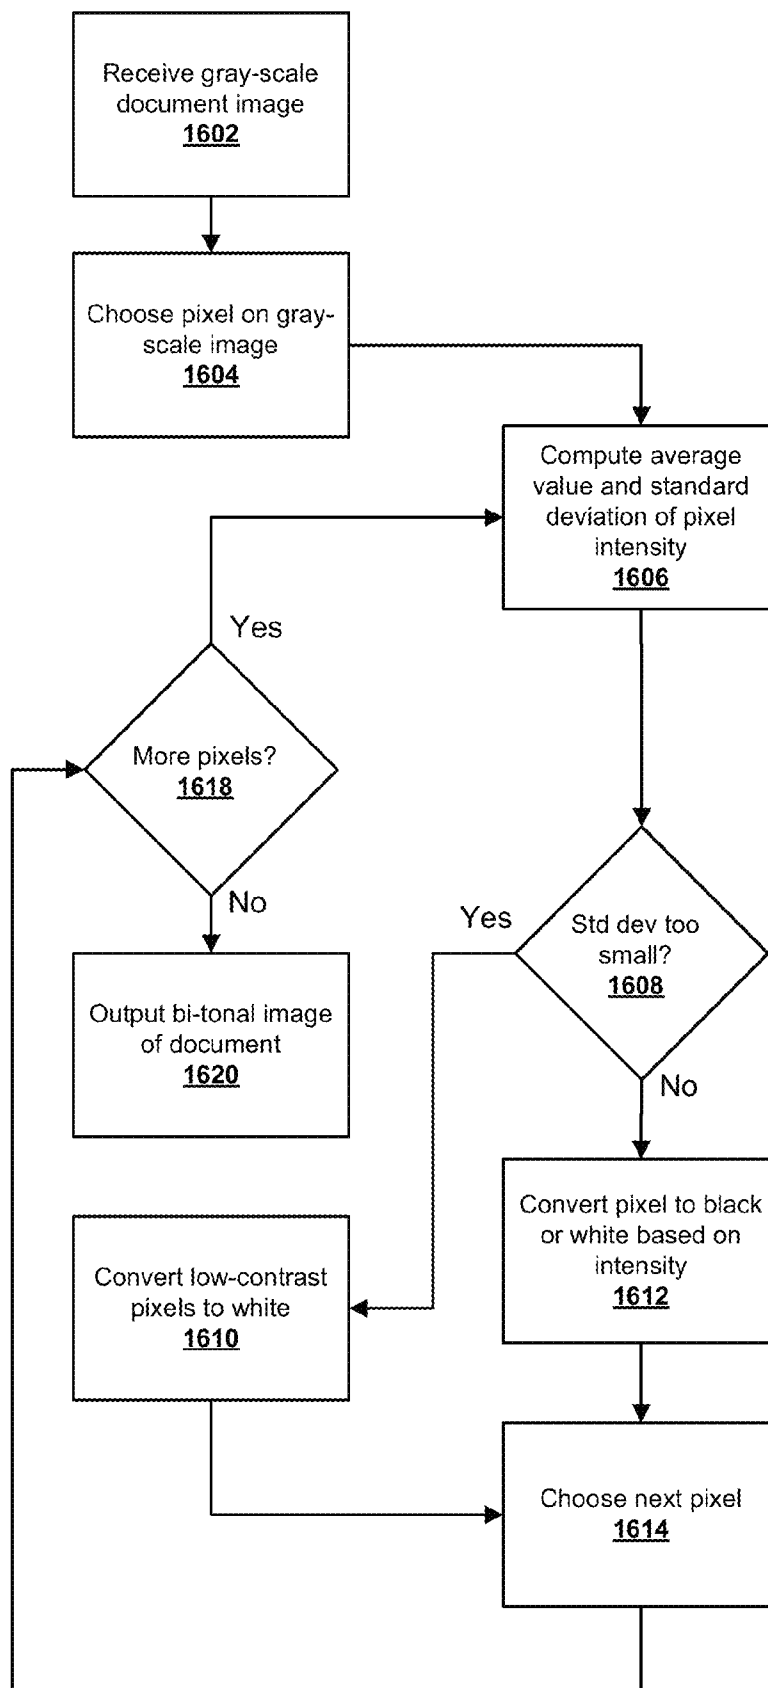 Receive gray-scale
document image
1602
Choose pixel on gray-
scale image
1604
Compute average
value and standard
deviation of pixel
intensity
1606
Yes
More pixels?
1618
No
Yes
Std dev too
small?
1608
Output bi-tonal image
of document
1620
No
Convert pixel to black
or white based on
intensity
1612
Convert low-contrast
pixels to white
1610
Choose next pixel
1614